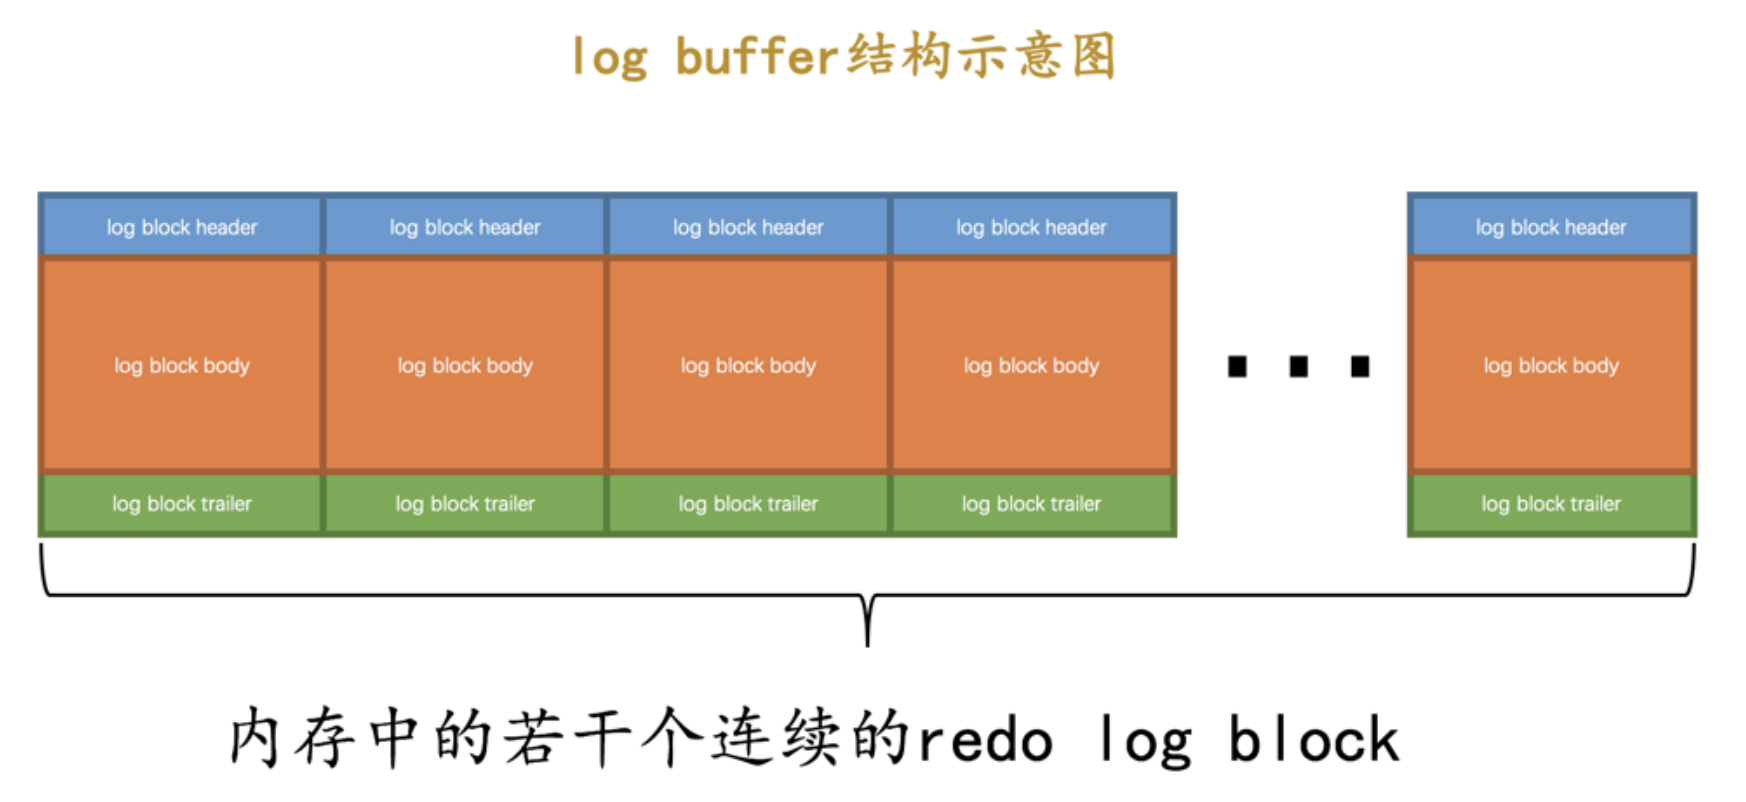 log buffer结构示意图
log block header log block header log block header log block header log block header
log block body log block body log block body log block body log block body
log block trailer log block trailer log block trailer log block trailer log block trailer
内存中的若干个连续的redo log block